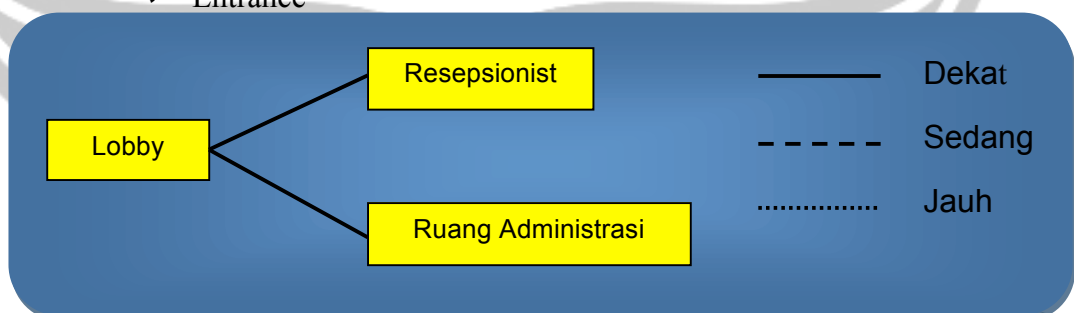 Entrance
Resepsionist
Lobby
Ruang Administrasi
Dekat
Sedang
Jauh